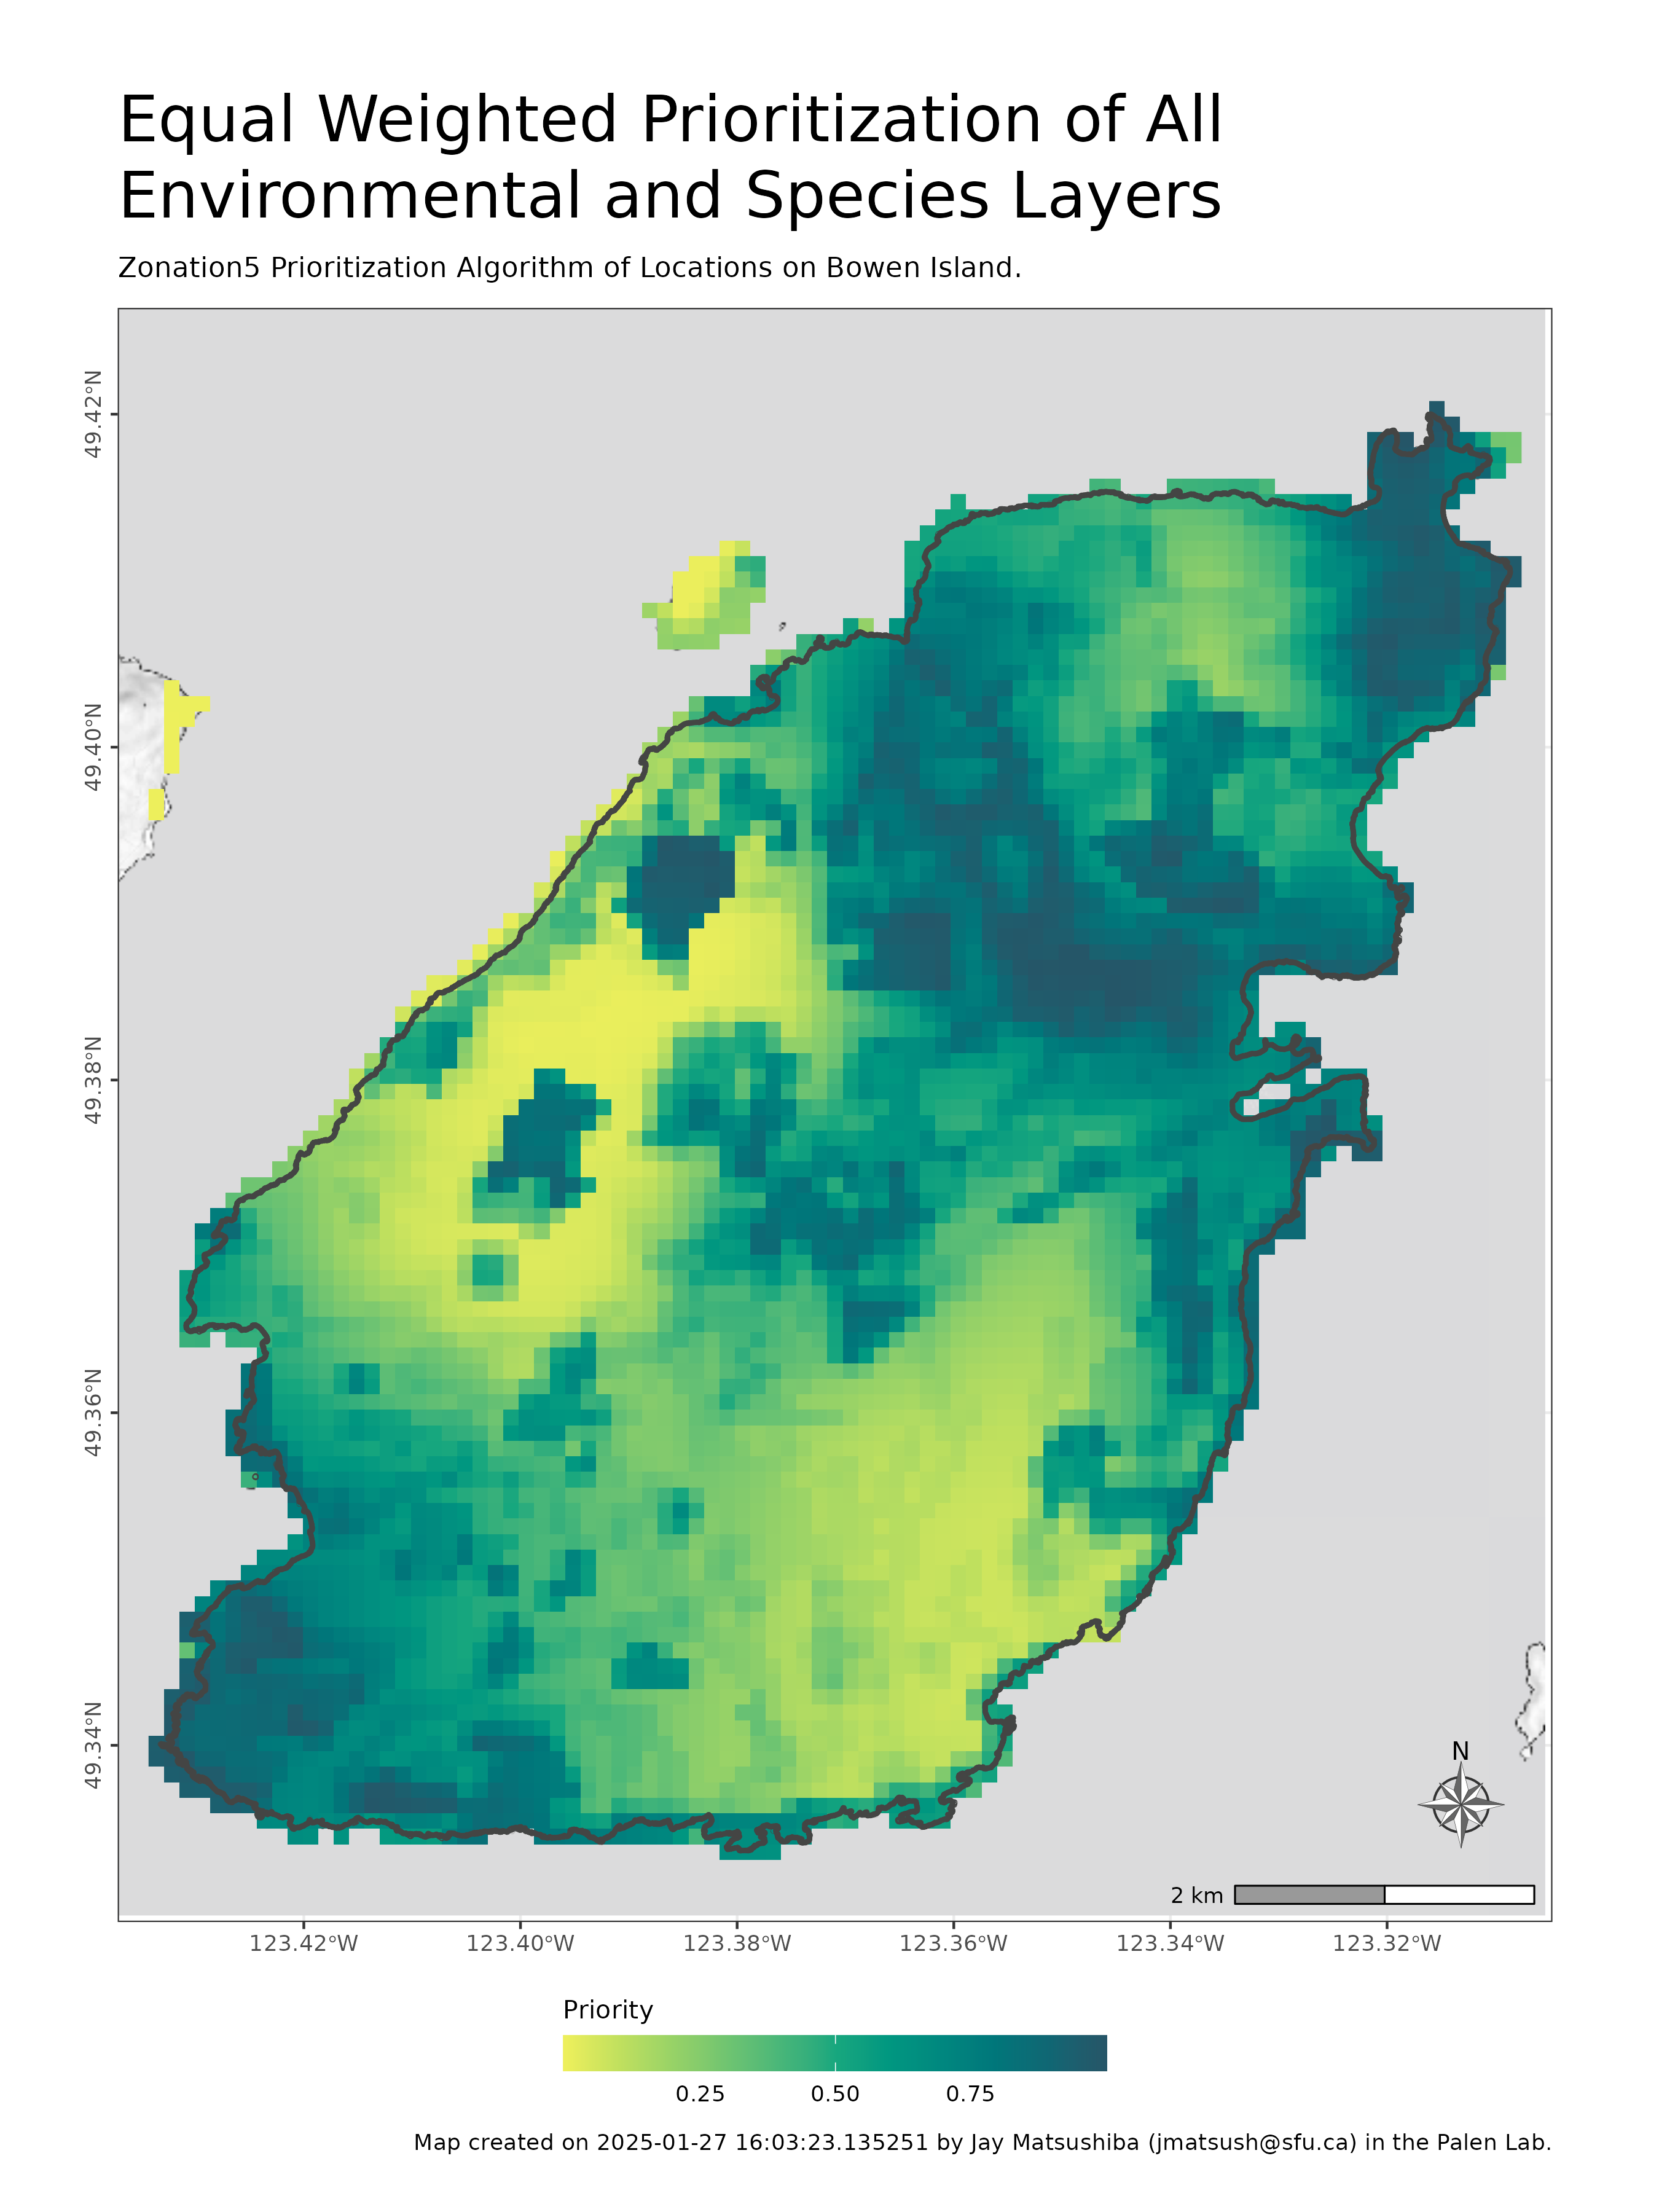 Equal Weighted Prioritization of All
Environmental and Species Layers
Zonation5 Prioritization Algorithm of Locations on Bowen Island.
49.42°N
49.40°N
49.38°N
49.36°N
49.34°N
N
2 km
123.42°W 123.40°W 123.38°W 123.36°W 123.34°W 123.32°W
Priority
0.25 0.50 0.75
Map created on 2025-01-27 16:03:23.135251 by Jay Matsushiba (jmatsush@sfu.ca) in the Palen Lab.